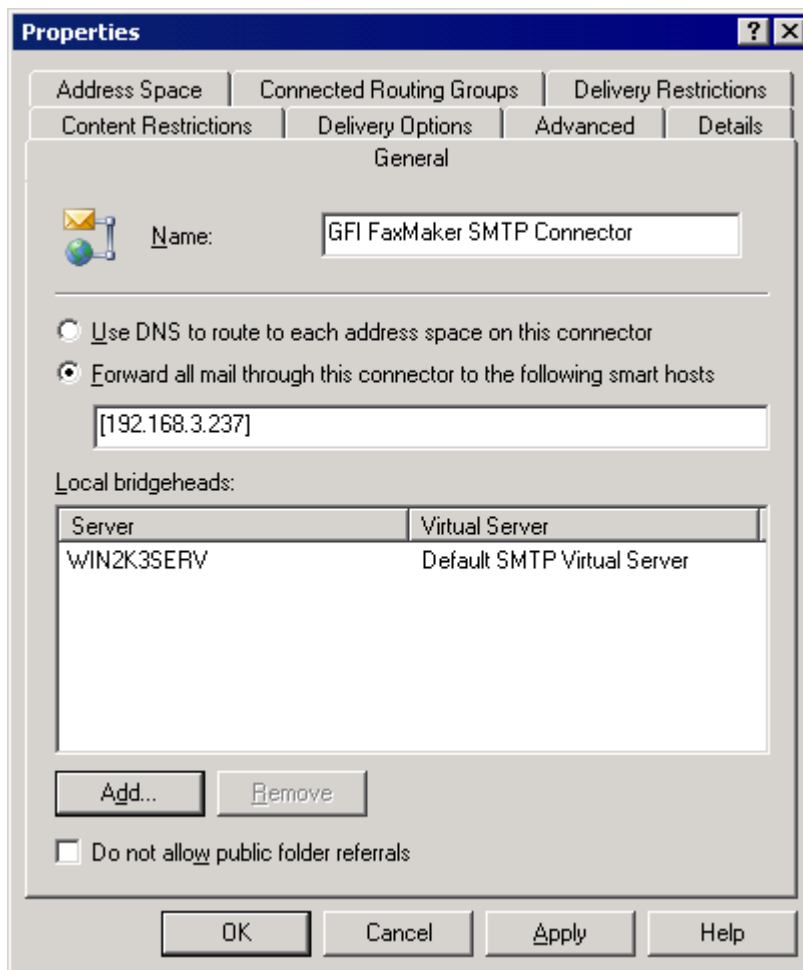 Properties
Address Space Connected Routing Groups Delivery Restrictions
Content Restrictions Delivery Options Advanced Details
General
Name: GFI FaxMaker SMTP Connector
Use DNS to route to each address space on this connector
Forward all mail through this connector to the following smart hosts
[192.168.3.237]
Local bridgeheads:
Server Virtual Server
WIN2K3SERV Default SMTP Virtual Server
Add... Remove
Do not allow public folder referrals
OK Cancel Apply Help